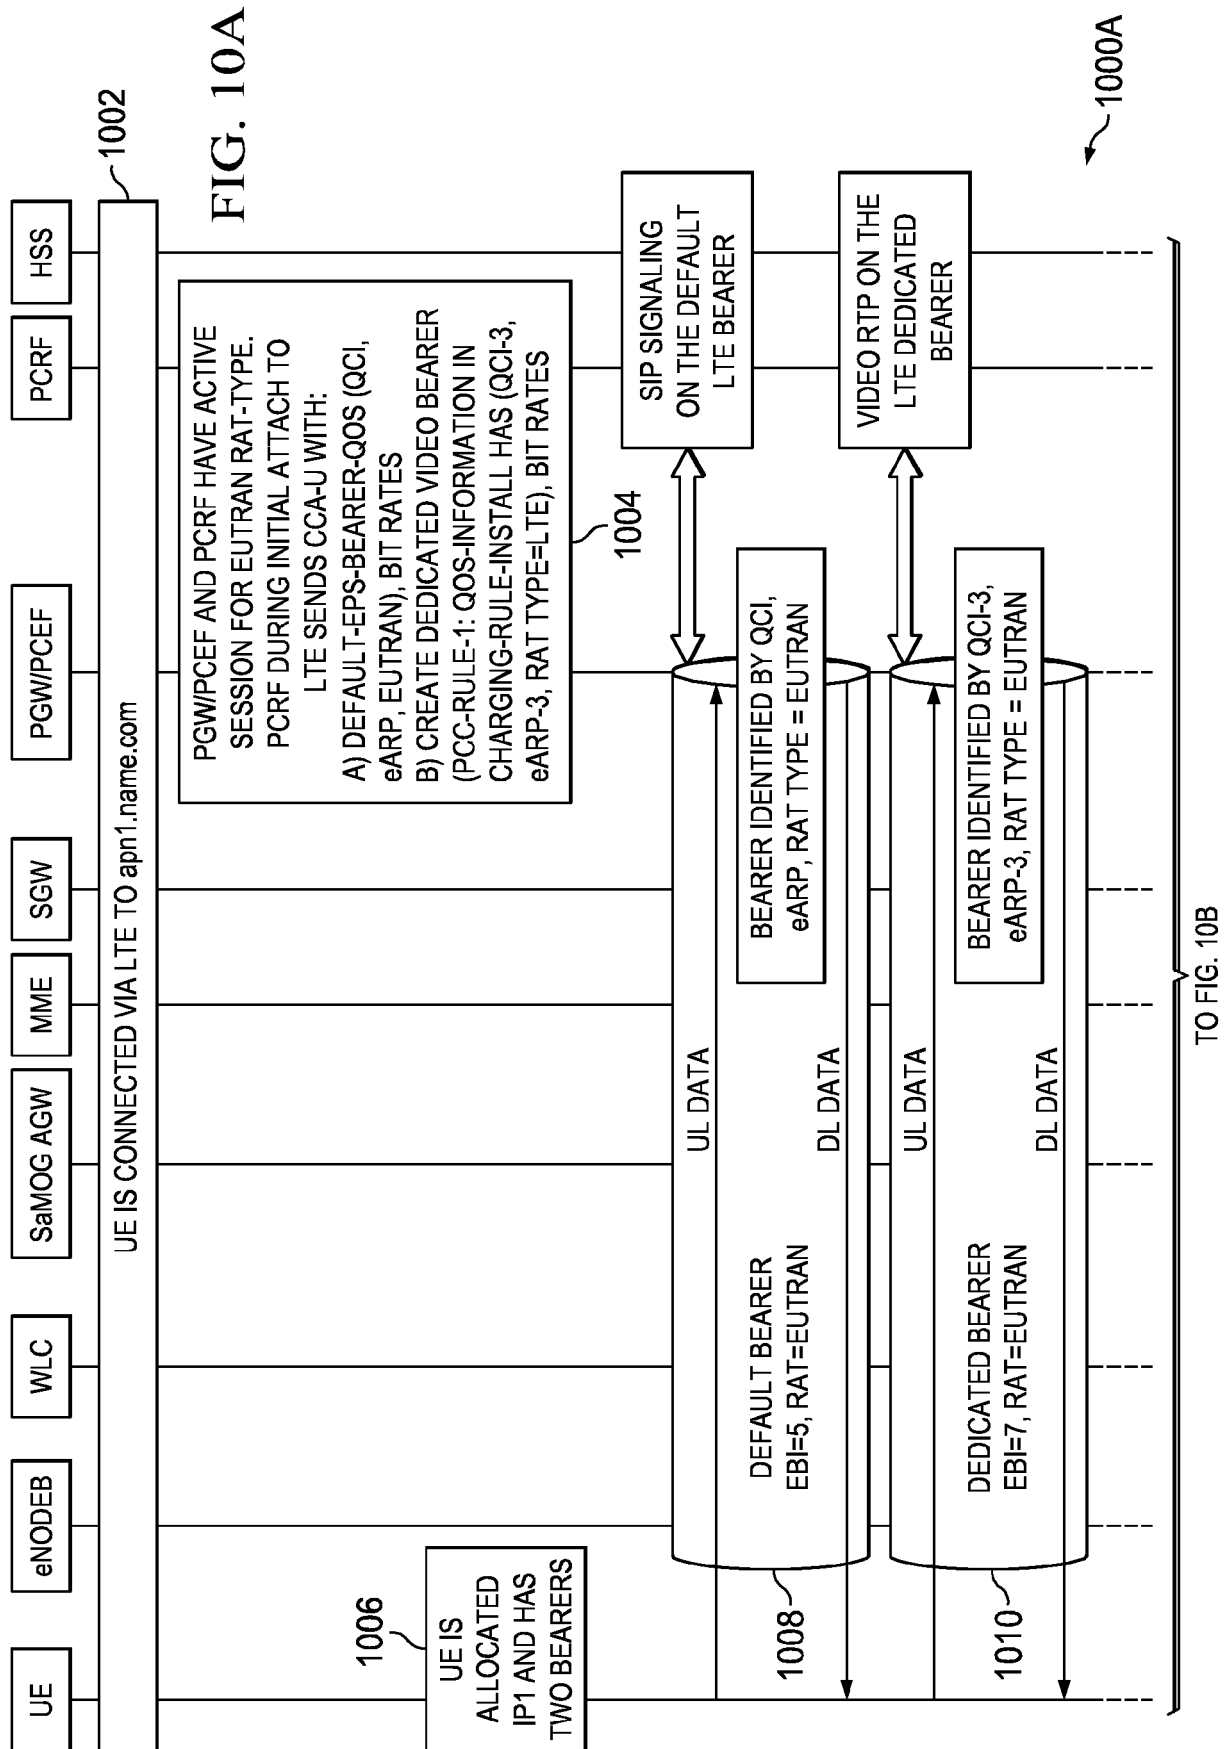 UE
eNODEB
WLC
SaMOG AGW
MME
SGW
PGW/PCEF
PCRF
HSS
UE IS CONNECTED VIA LTE TO apn1.name.com
1002
FIG. 10A
PGW/PCEF AND PCRF HAVE ACTIVE
SESSION FOR EUTRAN RAT-TYPE.
PCRF DURING INITIAL ATTACH TO
LTE SENDS CCA-U WITH:
A) DEFAULT-EPS-BEARER-QOS (QCI,
eARP, EUTRAN), BIT RATES
B) CREATE DEDICATED VIDEO BEARER
(PCC-RULE-1: QOS-INFORMATION IN
CHARGING-RULE-INSTALL HAS (QCI-3,
eARP-3, RAT TYPE=LTE), BIT RATES
1004
1006
UE IS
ALLOCATED
IP1 AND HAS
TWO BEARERS
SIP SIGNALING
ON THE DEFAULT
LTE BEARER
UL DATA
DEFAULT BEARER
EBI=5, RAT=EUTRAN
BEARER IDENTIFIED BY QCI,
eARP, RAT TYPE = EUTRAN
DL DATA
1008
VIDEO RTP ON THE
LTE DEDICATED
BEARER
UL DATA
DEDICATED BEARER
EBI=7, RAT=EUTRAN
BEARER IDENTIFIED BY QCI-3,
eARP-3, RAT TYPE = EUTRAN
DL DATA
1010
1000A
TO FIG. 10B